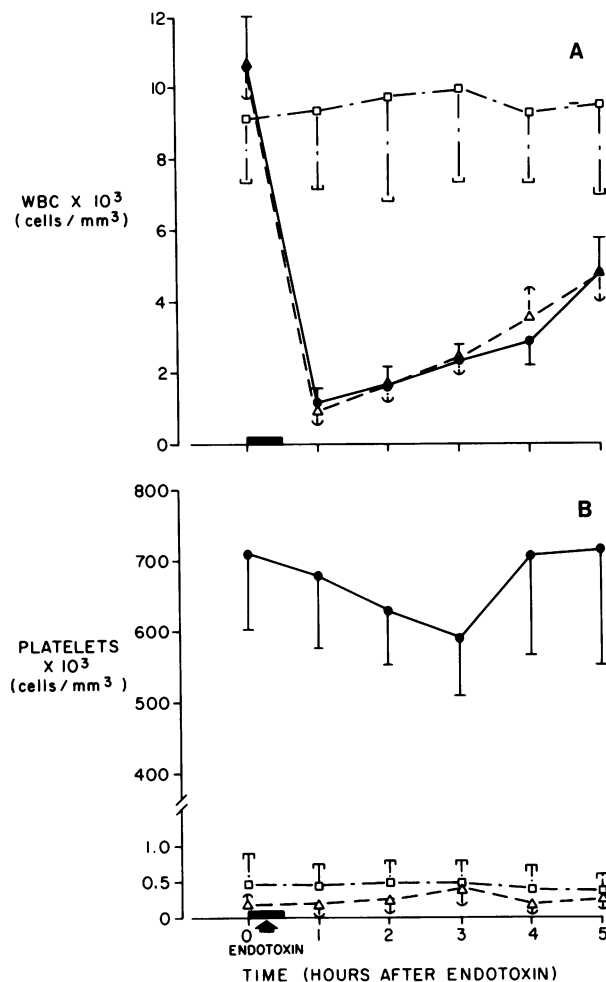 12
A
10
8
WBC X 10³
(cells/mm³)
6
4
2
0
800
B
700
600
PLATELETS
X 10³
(cells/mm³)
500
400
1.0
0.5
0
0 1 2 3 4 5
ENDOTOXIN
TIME (HOURS AFTER ENDOTOXIN)